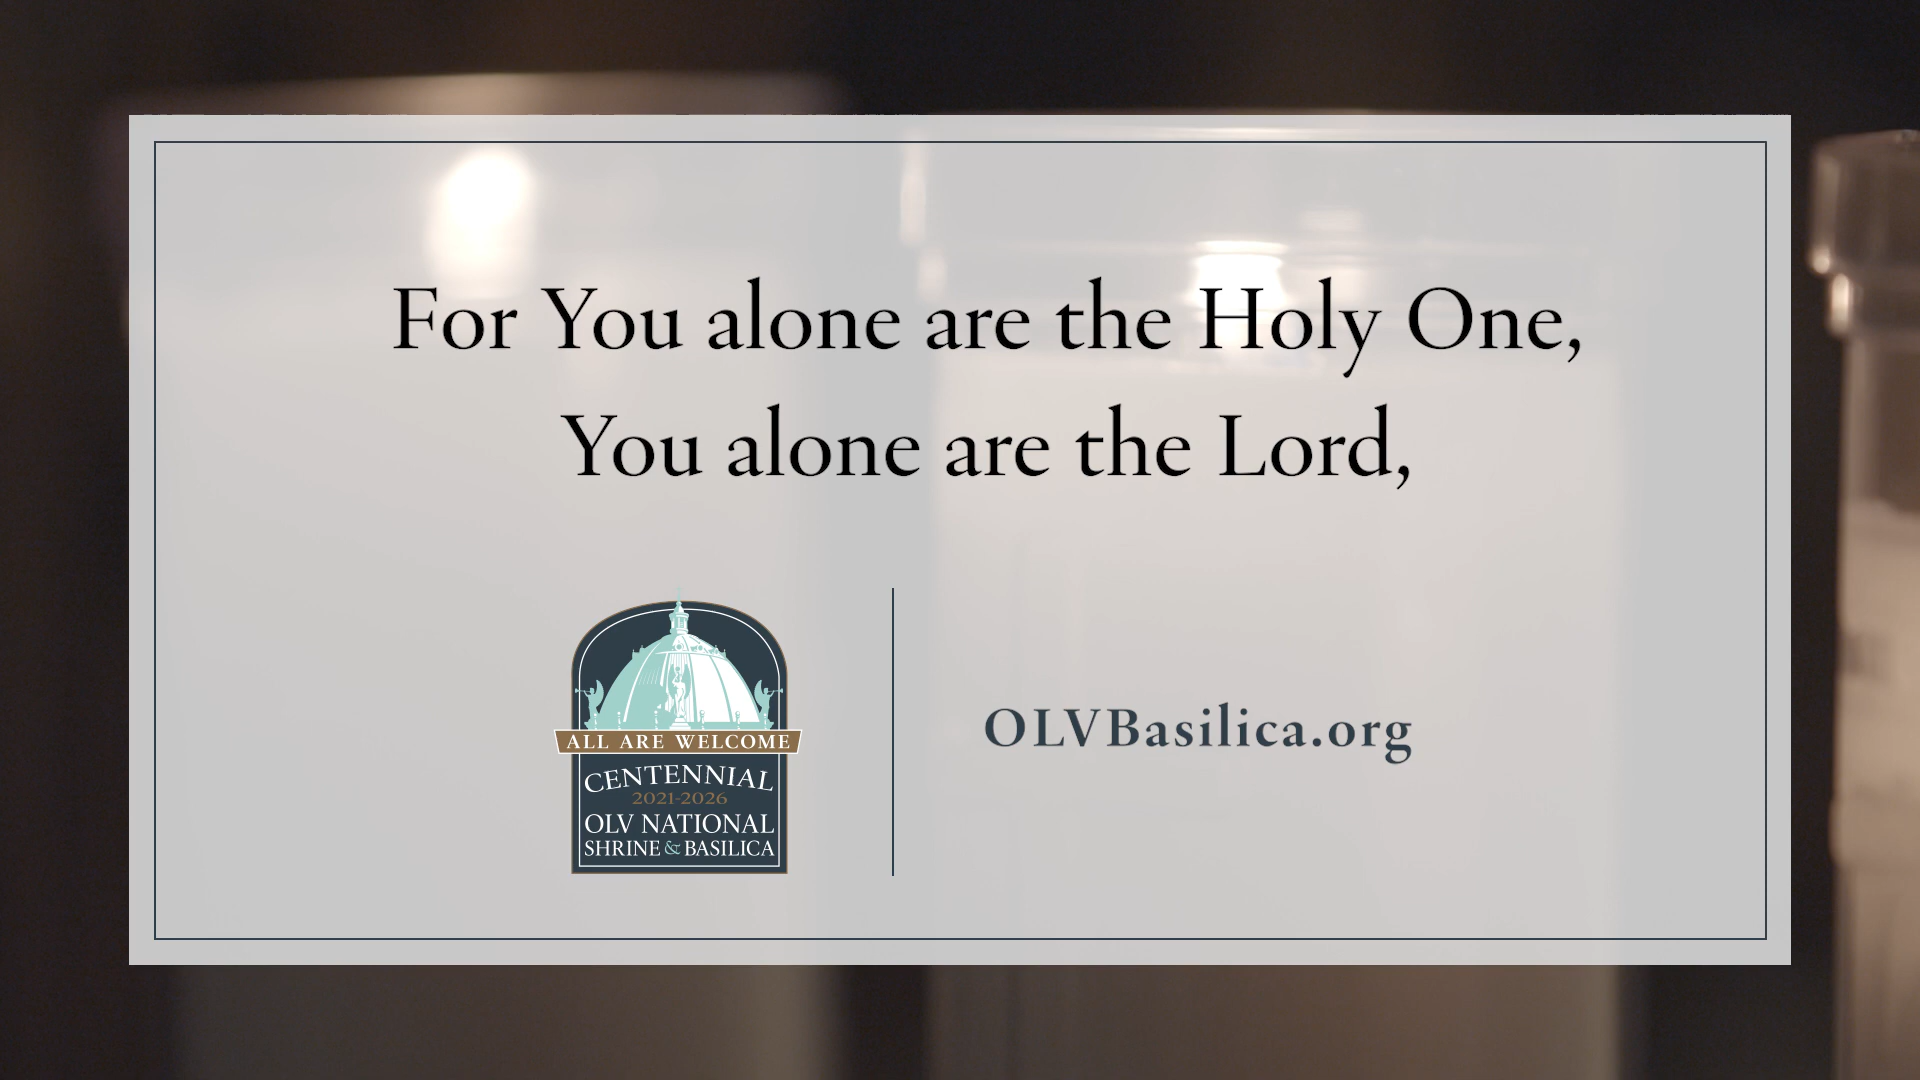 For You alone are the Holy One,
You alone are the Lord,
ALL ARE WELCOME
CENTENNIAL
2021-2026
OLV NATIONAL
SHRINE & BASILICA
OLVBasilica.org